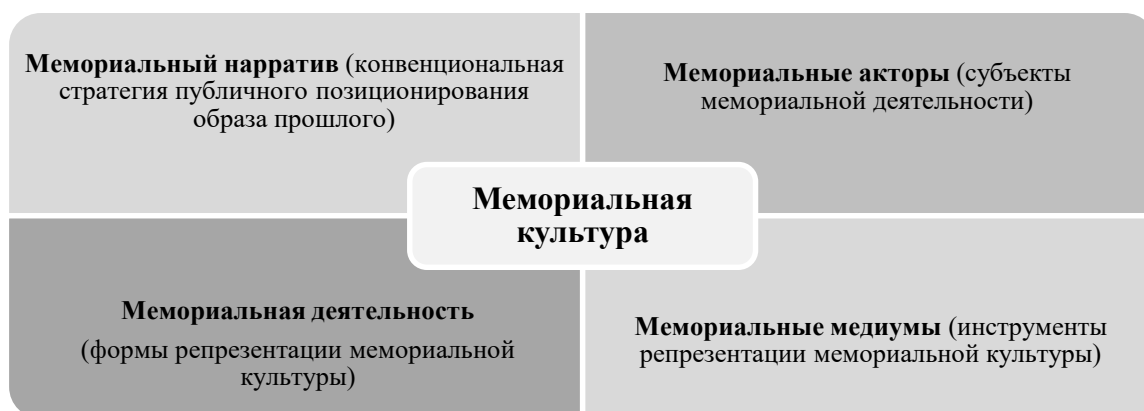 Мемориальный нарратив (конвенциональная
стратегия публичного позиционирования
образа прошлого)
Мемориальные акторы (субъекты
мемориальной деятельности)
Мемориальная
культура
Мемориальная деятельность
(формы репрезентации мемориальной
культуры)
Мемориальные медиумы (инструменты
репрезентации мемориальной культуры)